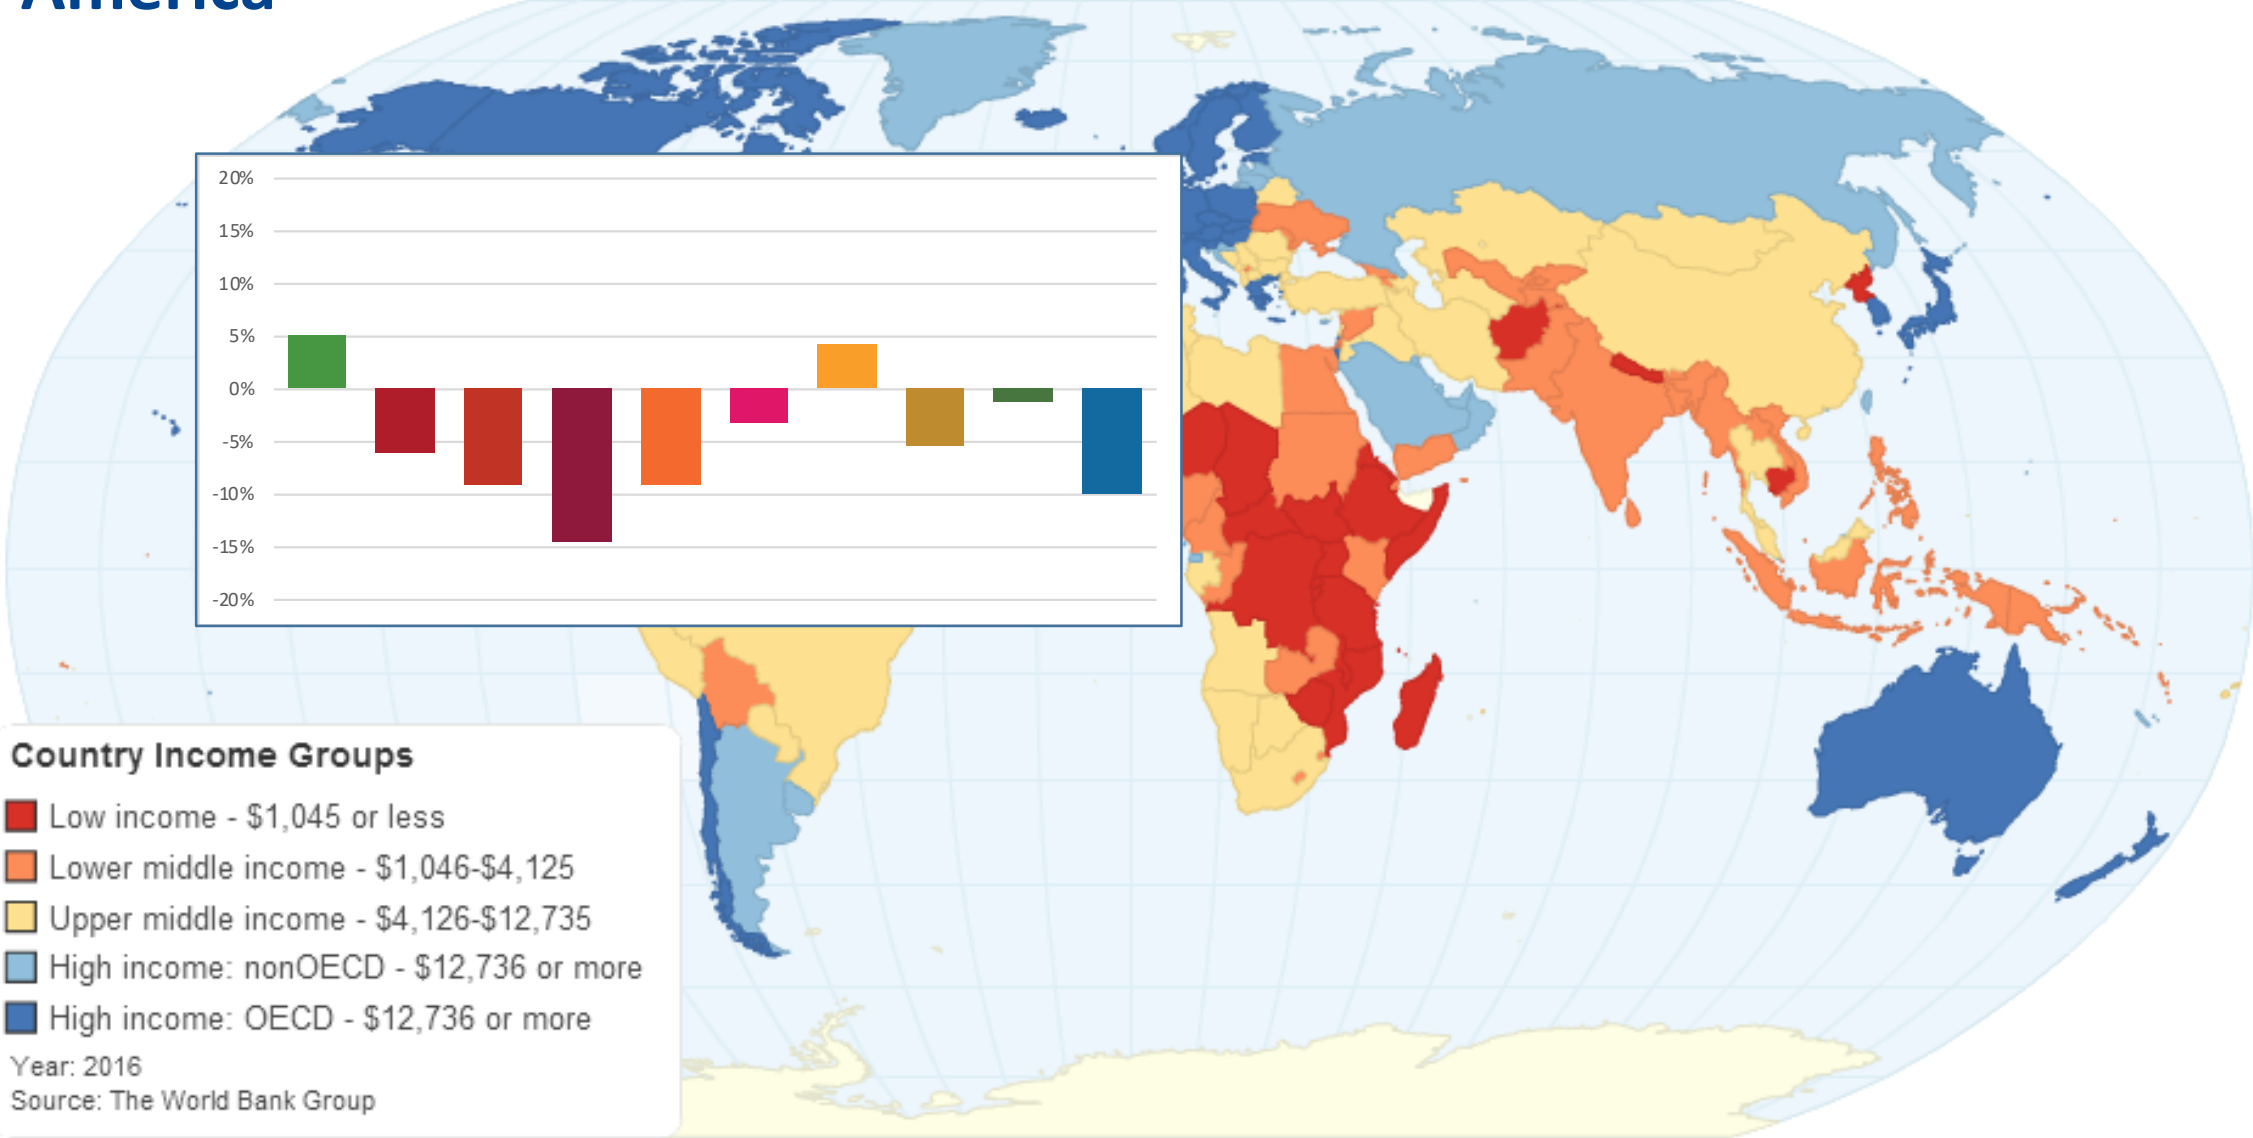 America
20%
15%
10%
5%
0%
-5%
-10%
-15%
-20%
Country Income Groups
Low income - $1,045 or less
Lower middle income - $1,046-$4,125
Upper middle income - $4,126-$12,735
High income: nonOECD - $12,736 or more
High income: OECD - $12,736 or more
Year: 2016
Source: The World Bank Group